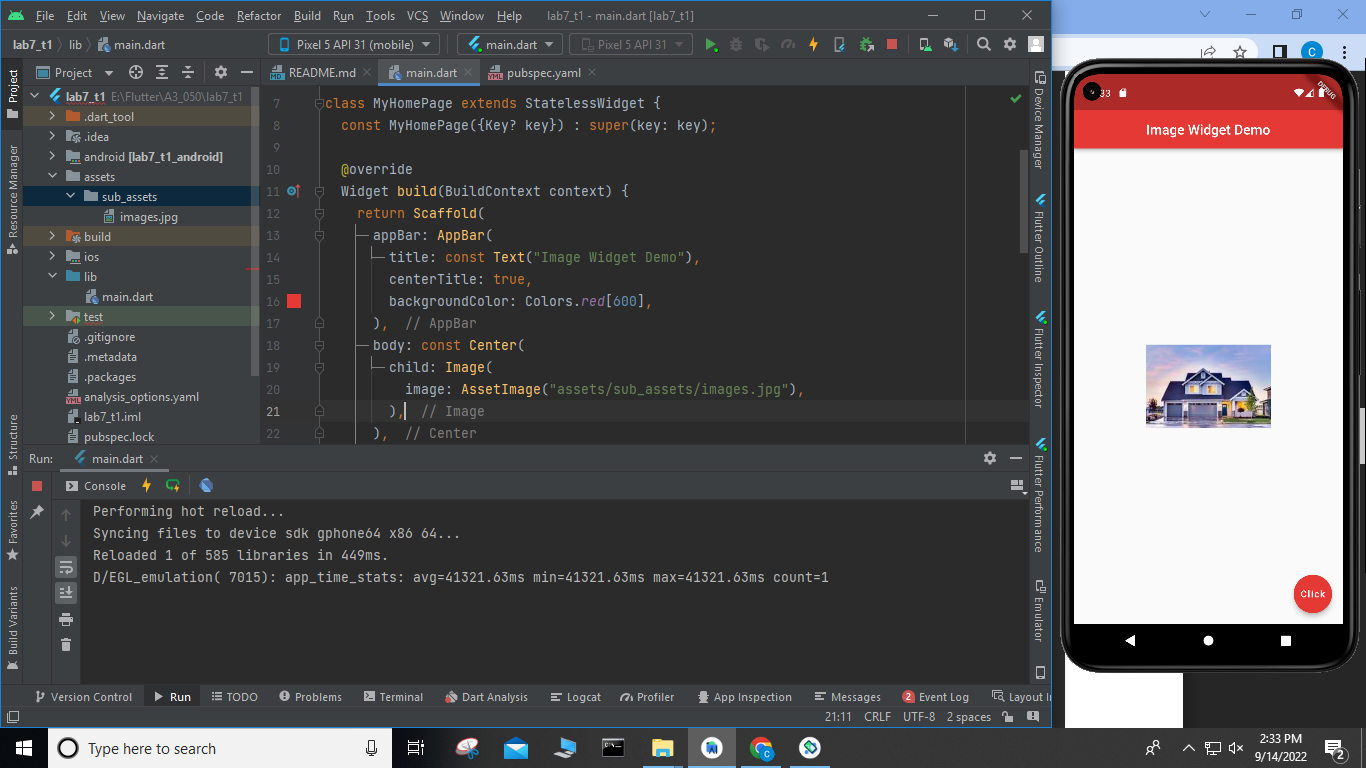 File Edit View Navigate Code Refactor Build Run Tools VCS Window Help lab7_t1 - main.dart [lab7_t1]
lab7_t1 lib main.dart Pixel 5 API 31 (mobile) main.dart Pixel 5 API 31
Project README.md main.dart pubspec.yaml
lab7_t1 E:\Flutter\A3_050\lab7_t1
.dart_tool
.idea
android [lab7_t1_android]
assets
sub_assets
images.jpg
build
ios
lib
main.dart
test
.gitignore
.metadata
.packages
analysis_options.yaml
lab7_t1.iml
pubspec.lock
Project
Resource Manager
Structure
Favorites
Build Variants
7 class MyHomePage extends StatelessWidget {
8 const MyHomePage({Key? key}) : super(key: key);
9
10 @override
11 Widget build(BuildContext context) {
12 return Scaffold(
13 appBar: AppBar(
14 title: const Text("Image Widget Demo"),
15 centerTitle: true,
16 backgroundColor: Colors.red[600],
17 ), // AppBar
18 body: const Center(
19 child: Image(
20 image: AssetImage("assets/sub_assets/images.jpg"),
21 ), // Image
22 ), // Center
Device Manager
Flutter Outline
Flutter Inspector
Flutter Performance
Emulator
Run: main.dart
Console
Performing hot reload...
Syncing files to device sdk gphone64 x86 64...
Reloaded 1 of 585 libraries in 449ms.
D/EGL_emulation( 7015): app_time_stats: avg=41321.63ms min=41321.63ms max=41321.63ms count=1
Version Control Run TODO Problems Terminal Dart Analysis Logcat Profiler App Inspection Messages 2 Event Log Layout In
21:11 CRLF UTF-8 2 spaces
C
:33
DEBUG
Image Widget Demo
Click
Type here to search
2:33 PM
9/14/2022
2